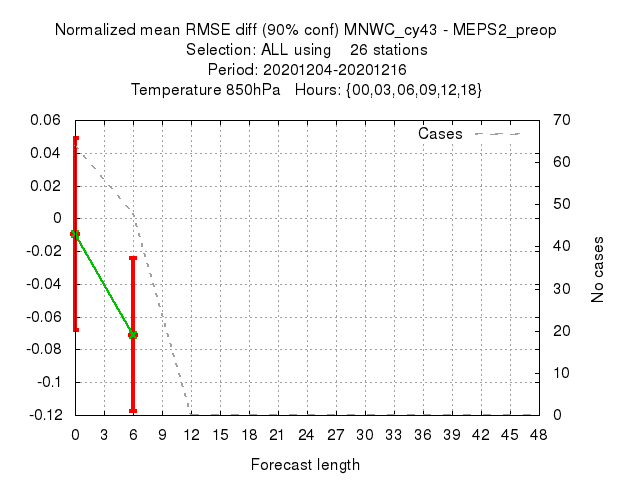 Normalized mean RMSE diff (90% conf) MNWC_cy43 - MEPS2_preop
Selection: ALL using    26 stations
Period: 20201204-20201216
Temperature 850hPa   Hours: {00,03,06,09,12,18}
Cases
0.06
0.04
0.02
0
-0.02
-0.04
-0.06
-0.08
-0.1
-0.12
70
60
50
40
30
20
10
0
No cases
0 3 6 9 12 15 18 21 24 27 30 33 36 39 42 45 48
Forecast length